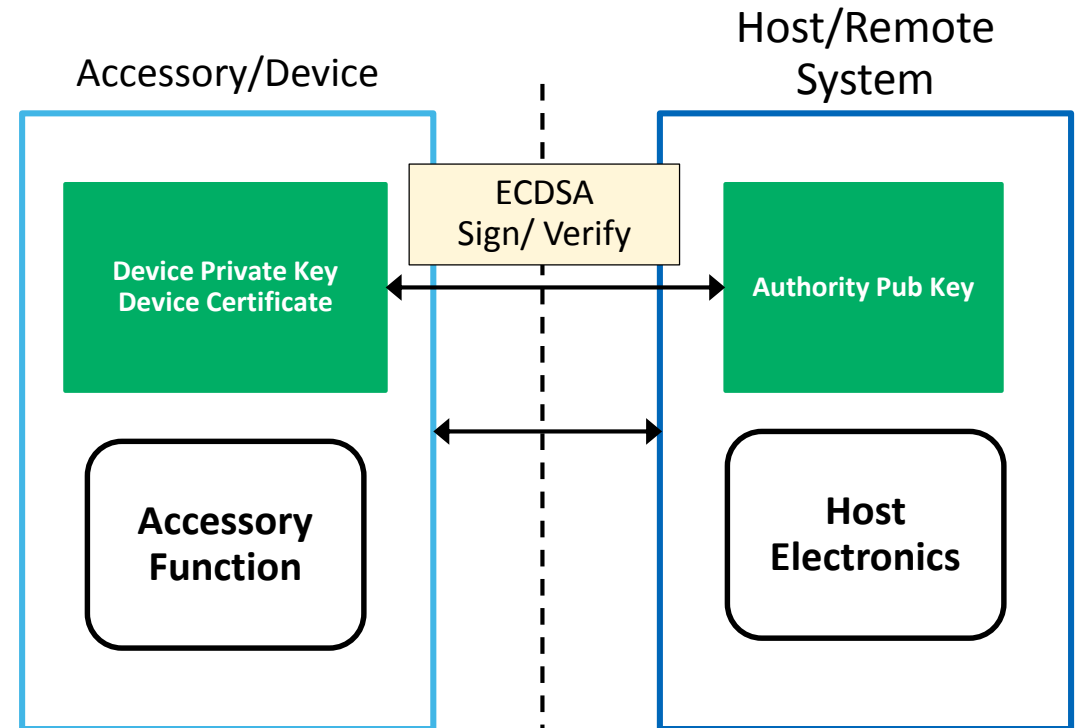 Accessory/Device
Host/Remote
System
ECDSA
Sign/ Verify
Device Private Key
Device Certificate
Authority Pub Key
Accessory
Function
Host
Electronics